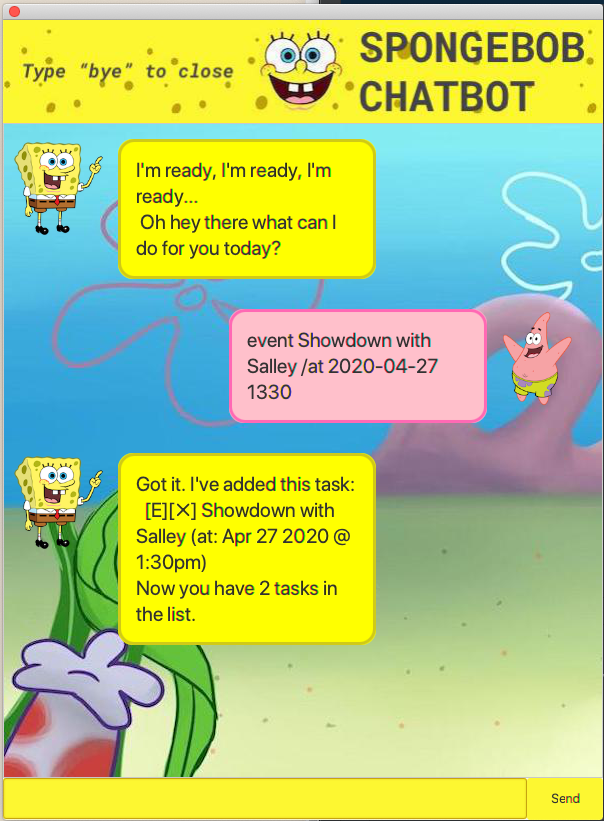 Type “bye” to close
SPONGEBOB
CHATBOT
I'm ready, I'm ready, I'm
ready...
Oh hey there what can I
do for you today?
event Showdown with
Salley /at 2020-04-27
1330
Got it. I've added this task:
[E][✕] Showdown with
Salley (at: Apr 27 2020 @
1:30pm)
Now you have 2 tasks in
the list.
Send